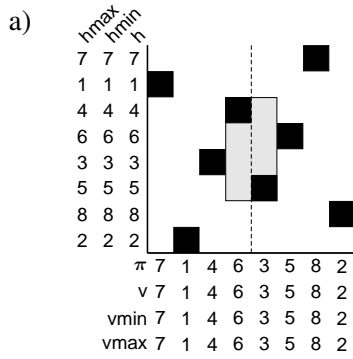 a)
hmax hmin h
7 7 7
1 1 1
4 4 4
6 6 6
3 3 3
5 5 5
8 8 8
2 2 2
π 7 1 4 6 3 5 8 2
v 7 1 4 6 3 5 8 2
vmin 7 1 4 6 3 5 8 2
vmax 7 1 4 6 3 5 8 2